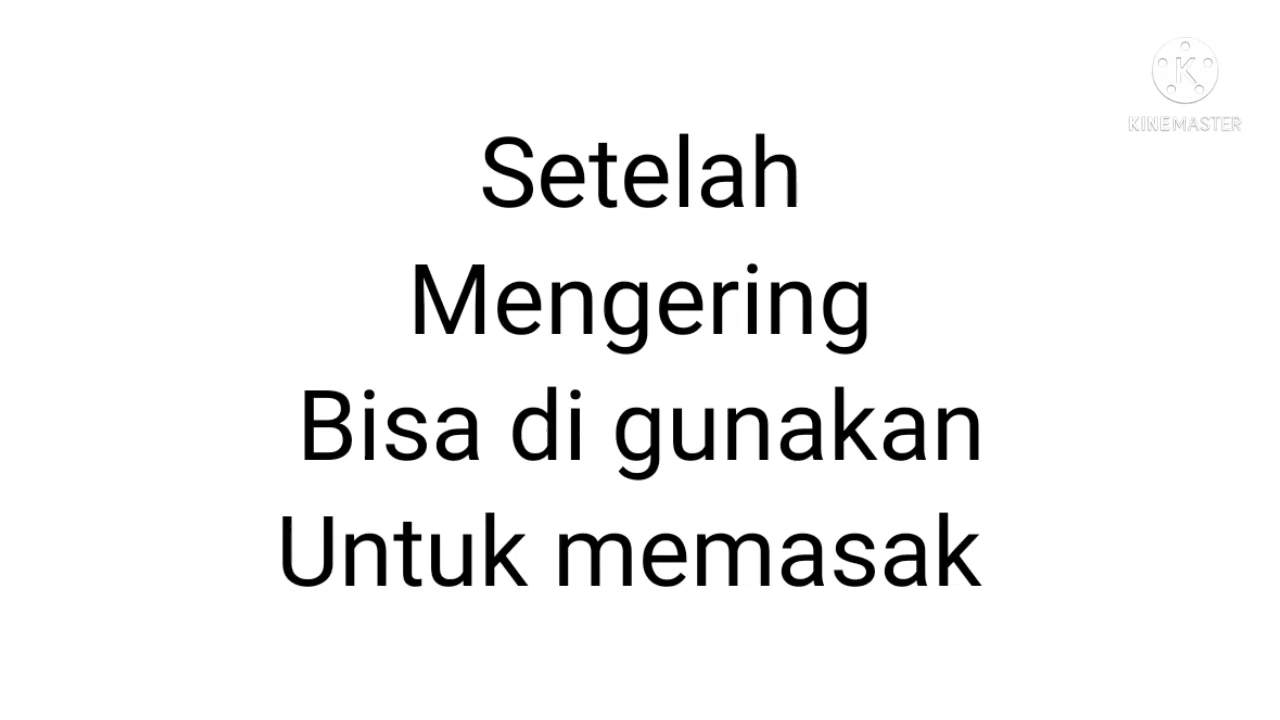 KINEMASTER
Setelah
Mengering
Bisa di gunakan
Untuk memasak